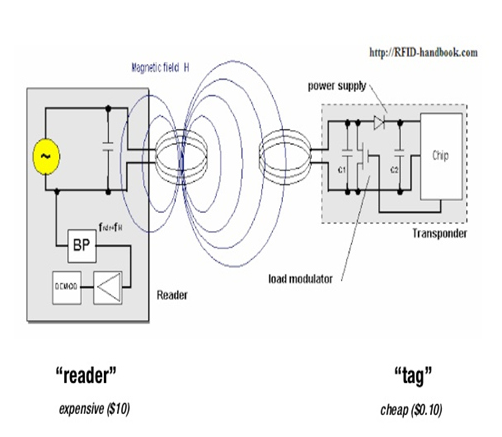 http://RFID-handbook.com
Magnetic field H
power supply
~
Chip
C1
C2
BP
DEMOD
Transponder
load modulator
Reader
“reader”
“tag”
expensive ($10)
cheap ($0.10)